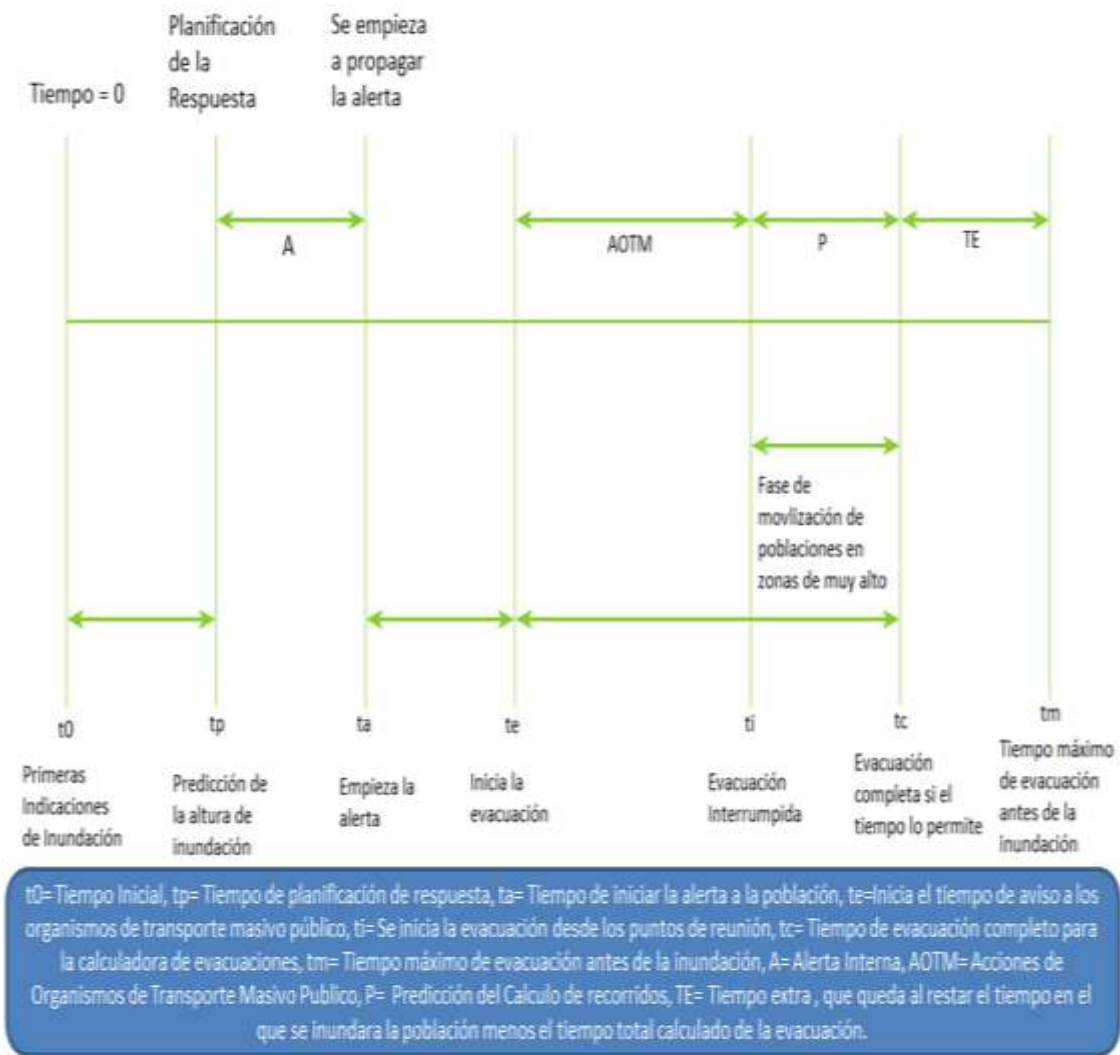 Tiempo = 0
Planificación
de la
Respuesta
Se empieza
a propagar
la alerta
A
AOTM
P
TE
Fase de
movlización de
poblaciones en
zonas de muy alto
t0
tp
ta
te
ti
tc
tm
Primeras
Indicaciones
de Inundación
Predicción de
la altura de
inundación
Empieza la
alerta
Inicia la
evacuación
Evacuación
Interrumpida
Evacuación
completa si el
tiempo lo permite
Tiempo máximo
de evacuación
antes de la
inundación
t0= Tiempo Inicial, tp= Tiempo de planificación de respuesta, ta= Tiempo de iniciar la alerta a la población, te=Inicia el tiempo de aviso a los
organismos de transporte masivo público, ti= Se inicia la evacuación desde los puntos de reunión, tc= Tiempo de evacuación completo para
la calculadora de evacuaciones, tm= Tiempo máximo de evacuación antes de la inundación, A= Alerta Interna, AOTM= Acciones de
Organismos de Transporte Masivo Publico, P= Predicción del Calculo de recorridos, TE= Tiempo extra , que queda al restar el tiempo en el
que se inundara la población menos el tiempo total calculado de la evacuación.